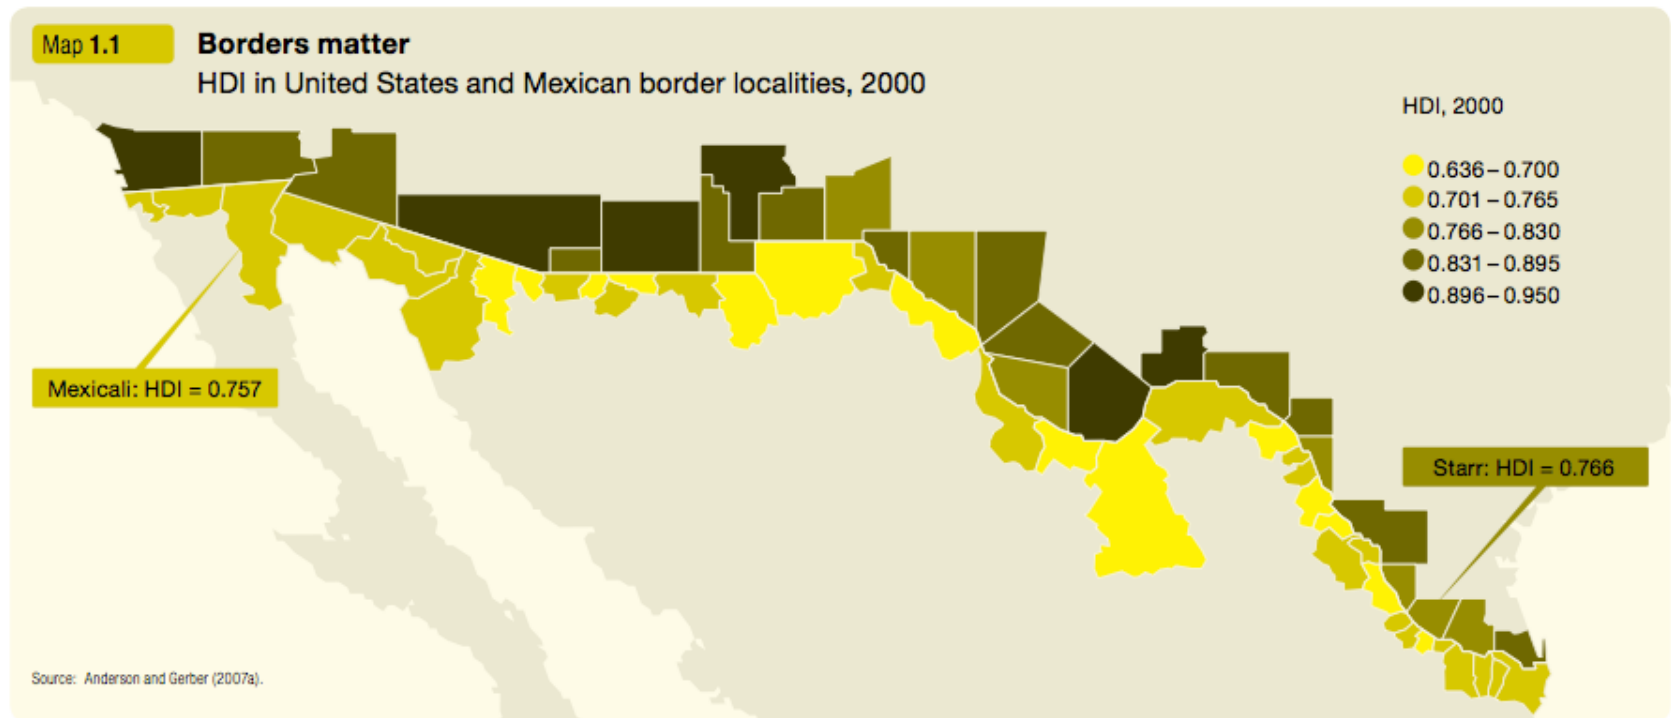 Map 1.1
Borders matter
HDI in United States and Mexican border localities, 2000
HDI, 2000
0.636 – 0.700
0.701 – 0.765
0.766 – 0.830
0.831 – 0.895
0.896 – 0.950
Mexicali: HDI = 0.757
Starr: HDI = 0.766
Source: Anderson and Gerber (2007a).